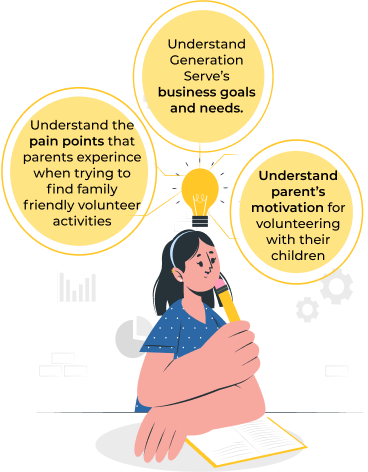 Understand
Generation
Serve's
business goals
and needs.
Understand the
pain points that
parents experince
when trying to
find family
friendly volunteer
activities
Understand
parent's
motivation for
volunteering
with their
children